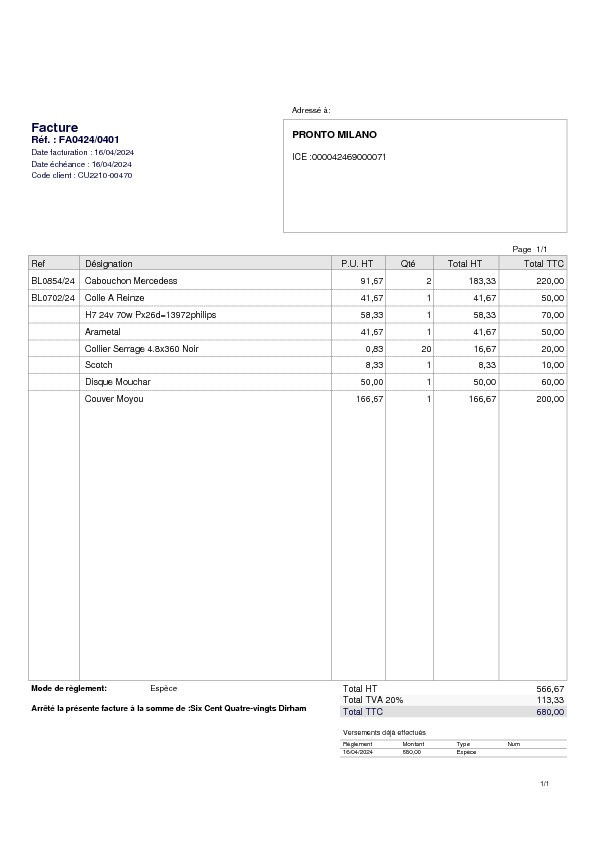 Adressé à:
Facture
Réf. : FA0424/0401
Date facturation : 16/04/2024
Date échéance : 16/04/2024
Code client : CU2210-00470
PRONTO MILANO
ICE :000042469000071
Page 1/1
Ref Désignation P.U. HT Qté Total HT Total TTC
BL0854/24 Cabouchon Mercedess 91,67 2 183,33 220,00
BL0702/24 Colle A Reinze 41,67 1 41,67 50,00
H7 24v 70w Px26d=13972philips 58,33 1 58,33 70,00
Arametal 41,67 1 41,67 50,00
Collier Serrage 4.8x360 Noir 0,83 20 16,67 20,00
Scotch 8,33 1 8,33 10,00
Disque Mouchar 50,00 1 50,00 60,00
Couver Moyou 166,67 1 166,67 200,00
Mode de règlement: Espèce
Arrêté la présente facture à la somme de :Six Cent Quatre-vingts Dirham
Total HT 566,67
Total TVA 20% 113,33
Total TTC 680,00
Versements déjà effectués
Règlement Montant Type Num
16/04/2024 680,00 Espèce
1/1